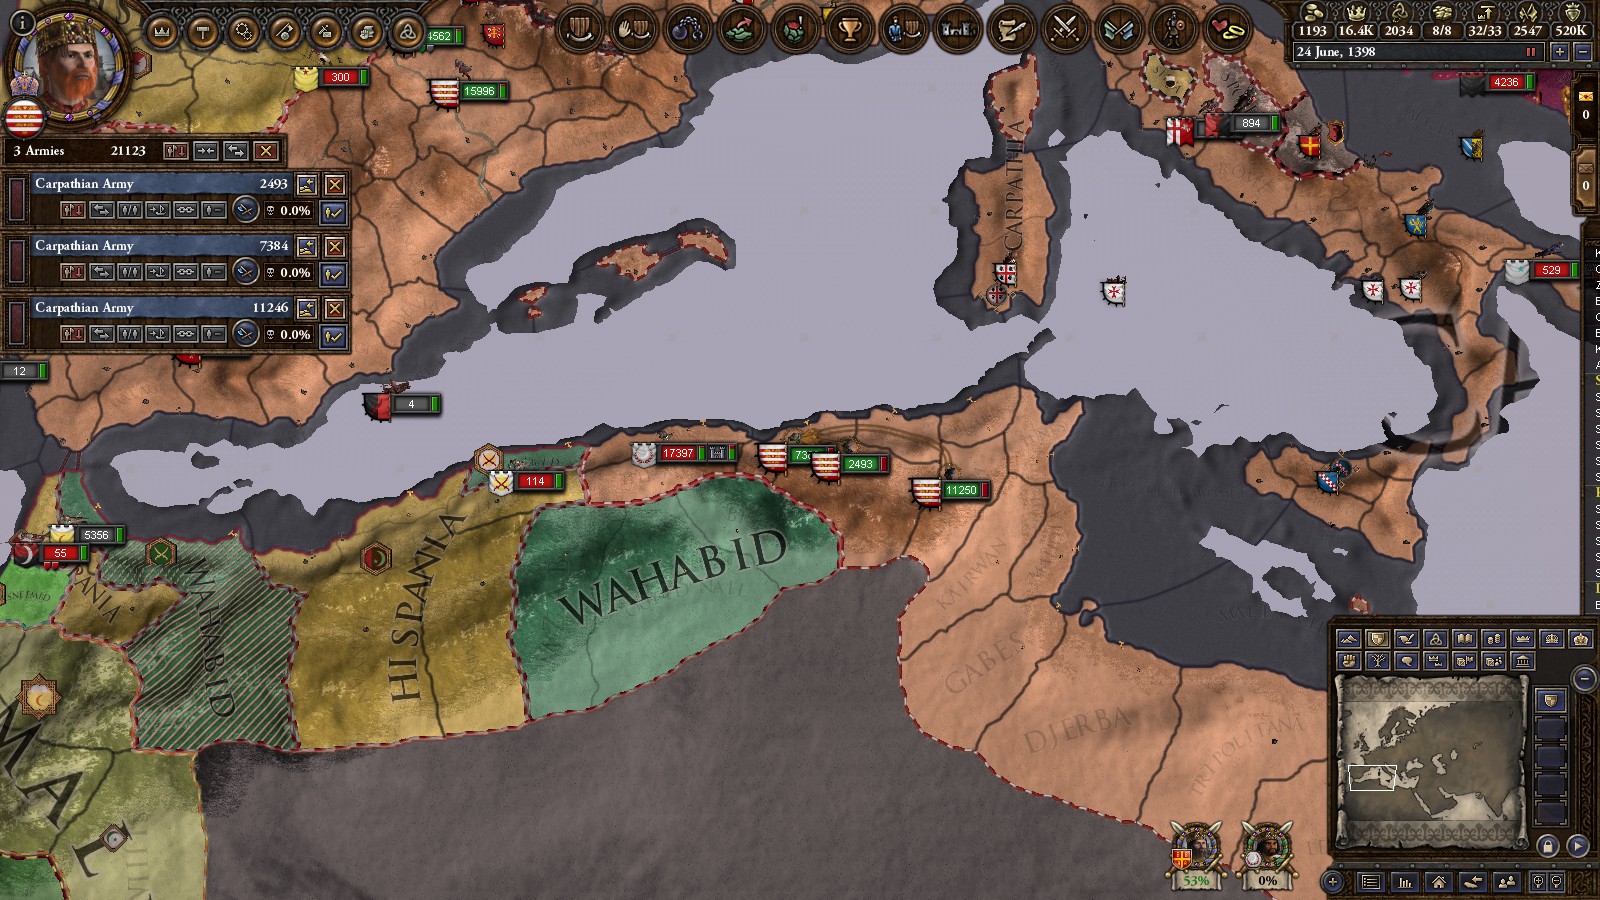 4562
1193 16.4K 2034 8/8 32/33 2547 520K
24 June, 1398
300
15996
4236
0
894
0
3 Armies 21123
Carpathian Army 2493
0.0%
Carpathian Army 7384
0.0%
Carpathian Army 11246
0.0%
CARPATHIA
529
12
4
17397
2493
114
11250
5356
55
HISPANIA
WAHABID
WAHABID
KAIRWAN
GABES
DJERBA
TRIPOLITANA
53% 0%